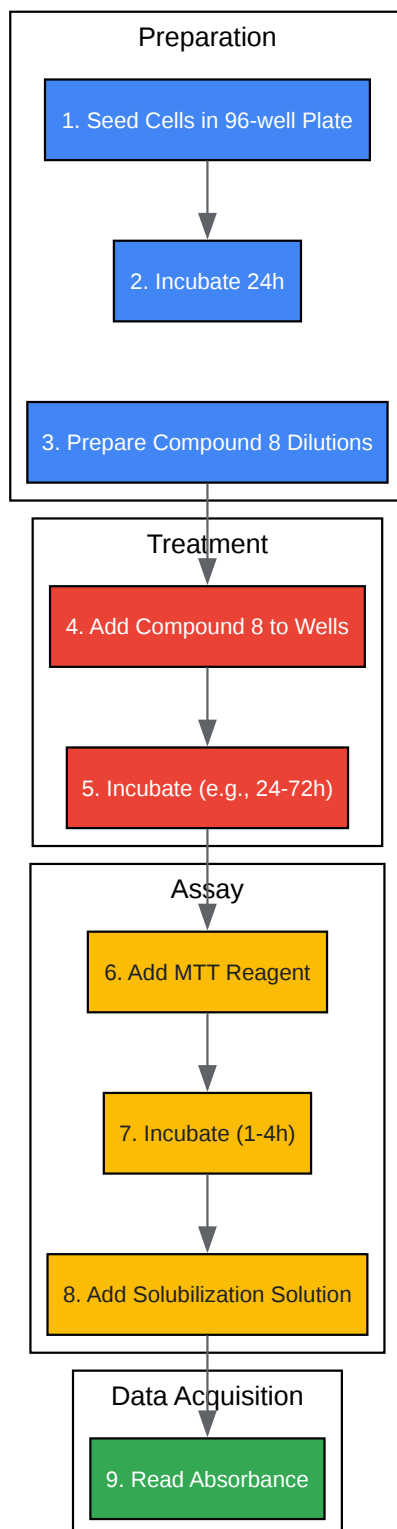 Preparation
1. Seed Cells in 96-well Plate
2. Incubate 24h
3. Prepare Compound 8 Dilutions
Treatment
4. Add Compound 8 to Wells
5. Incubate (e.g., 24-72h)
Assay
6. Add MTT Reagent
7. Incubate (1-4h)
8. Add Solubilization Solution
Data Acquisition
9. Read Absorbance